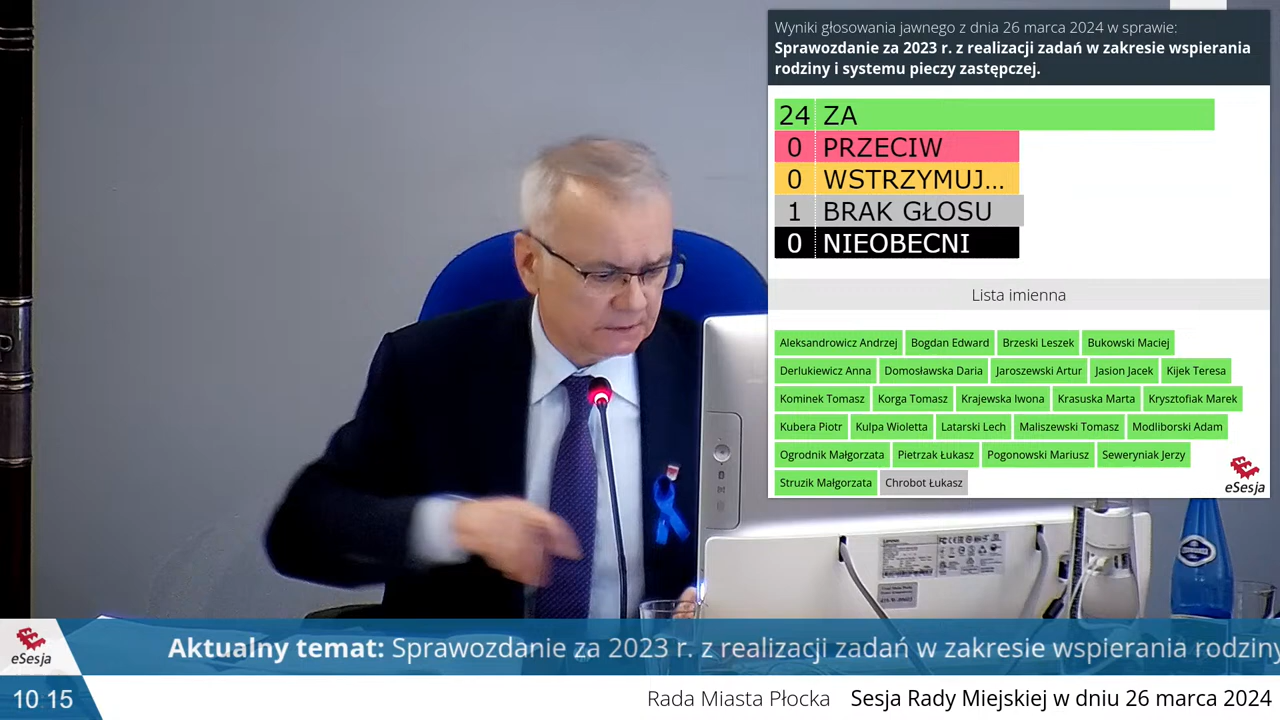 Wyniki głosowania jawnego z dnia 26 marca 2024 w sprawie:
Sprawozdanie za 2023 r. z realizacji zadań w zakresie wspierania
rodziny i systemu pieczy zastępczej.
24 ZA
0 PRZECIW
0 WSTRZYMUJ...
1 BRAK GŁOSU
0 NIEOBECNI
Lista imienna
Aleksandrowicz Andrzej Bogdan Edward Brzeski Leszek Bukowski Maciej
Derlukiewicz Anna Domosławska Daria Jaroszewski Artur Jasion Jacek Kijek Teresa
Kominek Tomasz Korga Tomasz Krajewska Iwona Krasuska Marta Krysztofiak Marek
Kubera Piotr Kulpa Wioletta Latarski Lech Maliszewski Tomasz Modliborski Adam
Ogrodnik Małgorzata Pietrzak Łukasz Pogonowski Mariusz Seweryniak Jerzy
Struzik Małgorzata Chrobot Łukasz
eSesja
Aktualny temat: Sprawozdanie za 2023 r. z realizacji zadań w zakresie wspierania rodziny
eSesja
10:15
Rada Miasta Płocka Sesja Rady Miejskiej w dniu 26 marca 2024